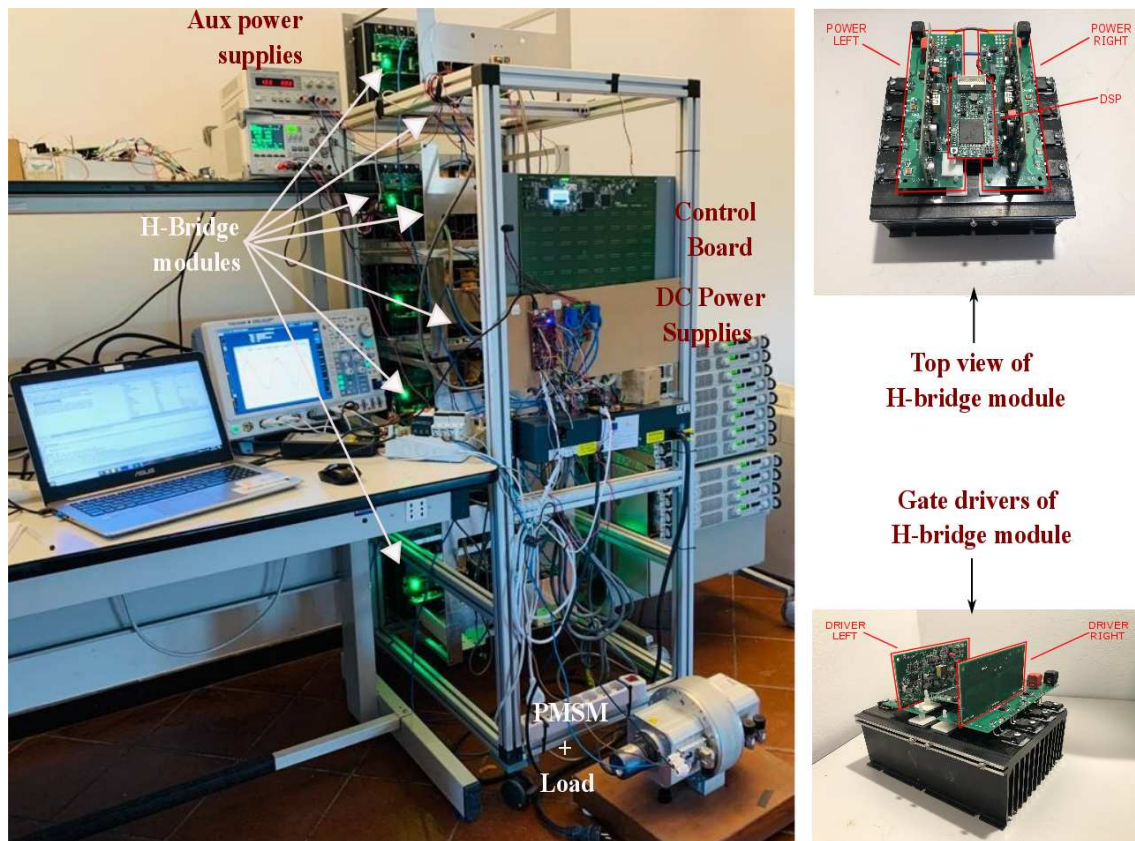 Aux power
supplies
H-Bridge
modules
Control
Board
DC Power
Supplies
PMSM
+
Load
ASUS
POWER
LEFT
POWER
RIGHT
DSP
Top view of
H-bridge module
Gate drivers of
H-bridge module
DRIVER
LEFT
DRIVER
RIGHT